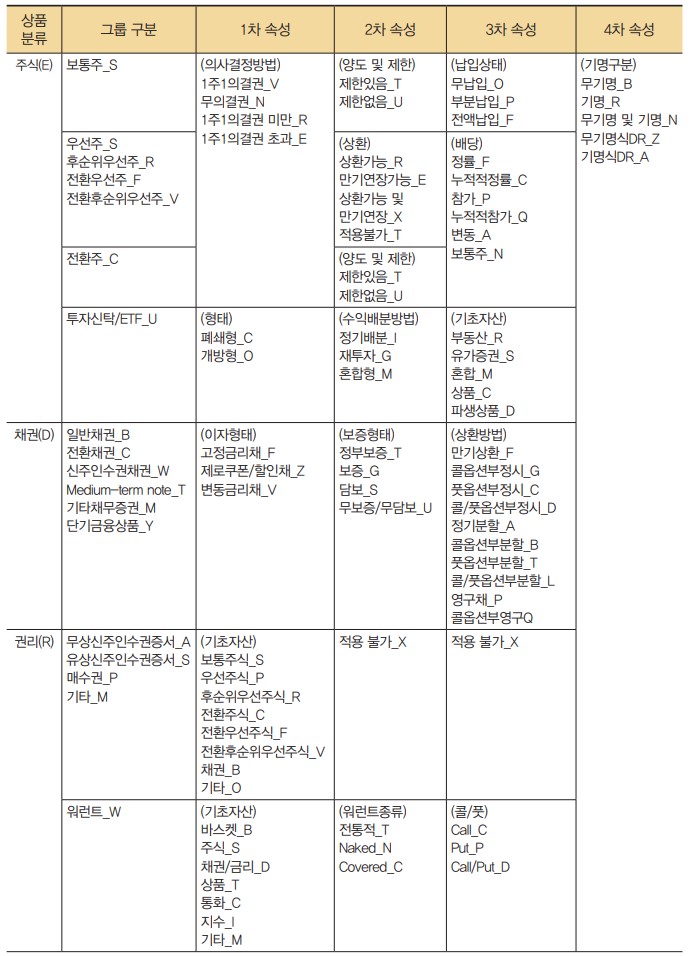 상품
분류
그룹 구분
1차 속성
2차 속성
3차 속성
4차 속성
주식(E)
보통주_S
(의사결정방법)
1주1의결권_V
무의결권_N
1주1의결권 미만_R
1주1의결권 초과_E
(양도 및 제한)
제한있음_T
제한없음_U
(납입상태)
무납입_O
부분납입_P
전액납입_F
(기명구분)
무기명_B
기명_R
무기명 및 기명_N
무기명식DR_Z
기명식DR_A
우선주_S
후순위우선주_R
전환우선주_F
전환후순위우선주_V
(상환)
상환가능_R
만기연장가능_E
상환가능 및
만기연장_X
적용불가_T
(배당)
정률_F
누적적정률_C
참가_P
누적적참가_Q
변동_A
보통주_N
전환주_C
(양도 및 제한)
제한있음_T
제한없음_U
투자신탁/ETF_U
(형태)
폐쇄형_C
개방형_O
(수익배분방법)
정기배분_I
재투자_G
혼합형_M
(기초자산)
부동산_R
유가증권_S
혼합_M
상품_C
파생상품_D
채권(D)
일반채권_B
전환채권_C
신주인수권채권_W
Medium-term note_T
기타채무증권_M
단기금융상품_Y
(이자형태)
고정금리채_F
제로쿠폰/할인채_Z
변동금리채_V
(보증형태)
정부보증_T
보증_G
담보_S
무보증/무담보_U
(상환방법)
만기상환_F
콜옵션부정시_G
풋옵션부정시_C
콜/풋옵션부정시_D
정기분할_A
콜옵션부분할_B
풋옵션부분할_T
콜/풋옵션부분할_L
영구채_P
콜옵션부영구Q
권리(R)
무상신주인수권증서_A
유상신주인수권증서_S
매수권_P
기타_M
(기초자산)
보통주식_S
우선주식_P
후순위우선주식_R
전환주식_C
전환우선주식_F
전환후순위우선주식_V
채권_B
기타_O
적용 불가_X
적용 불가_X
워런트_W
(기초자산)
바스켓_B
주식_S
채권/금리_D
상품_T
통화_C
지수_I
기타_M
(워런트종류)
전통적_T
Naked_N
Covered_C
(콜/풋)
Call_C
Put_P
Call/Put_D